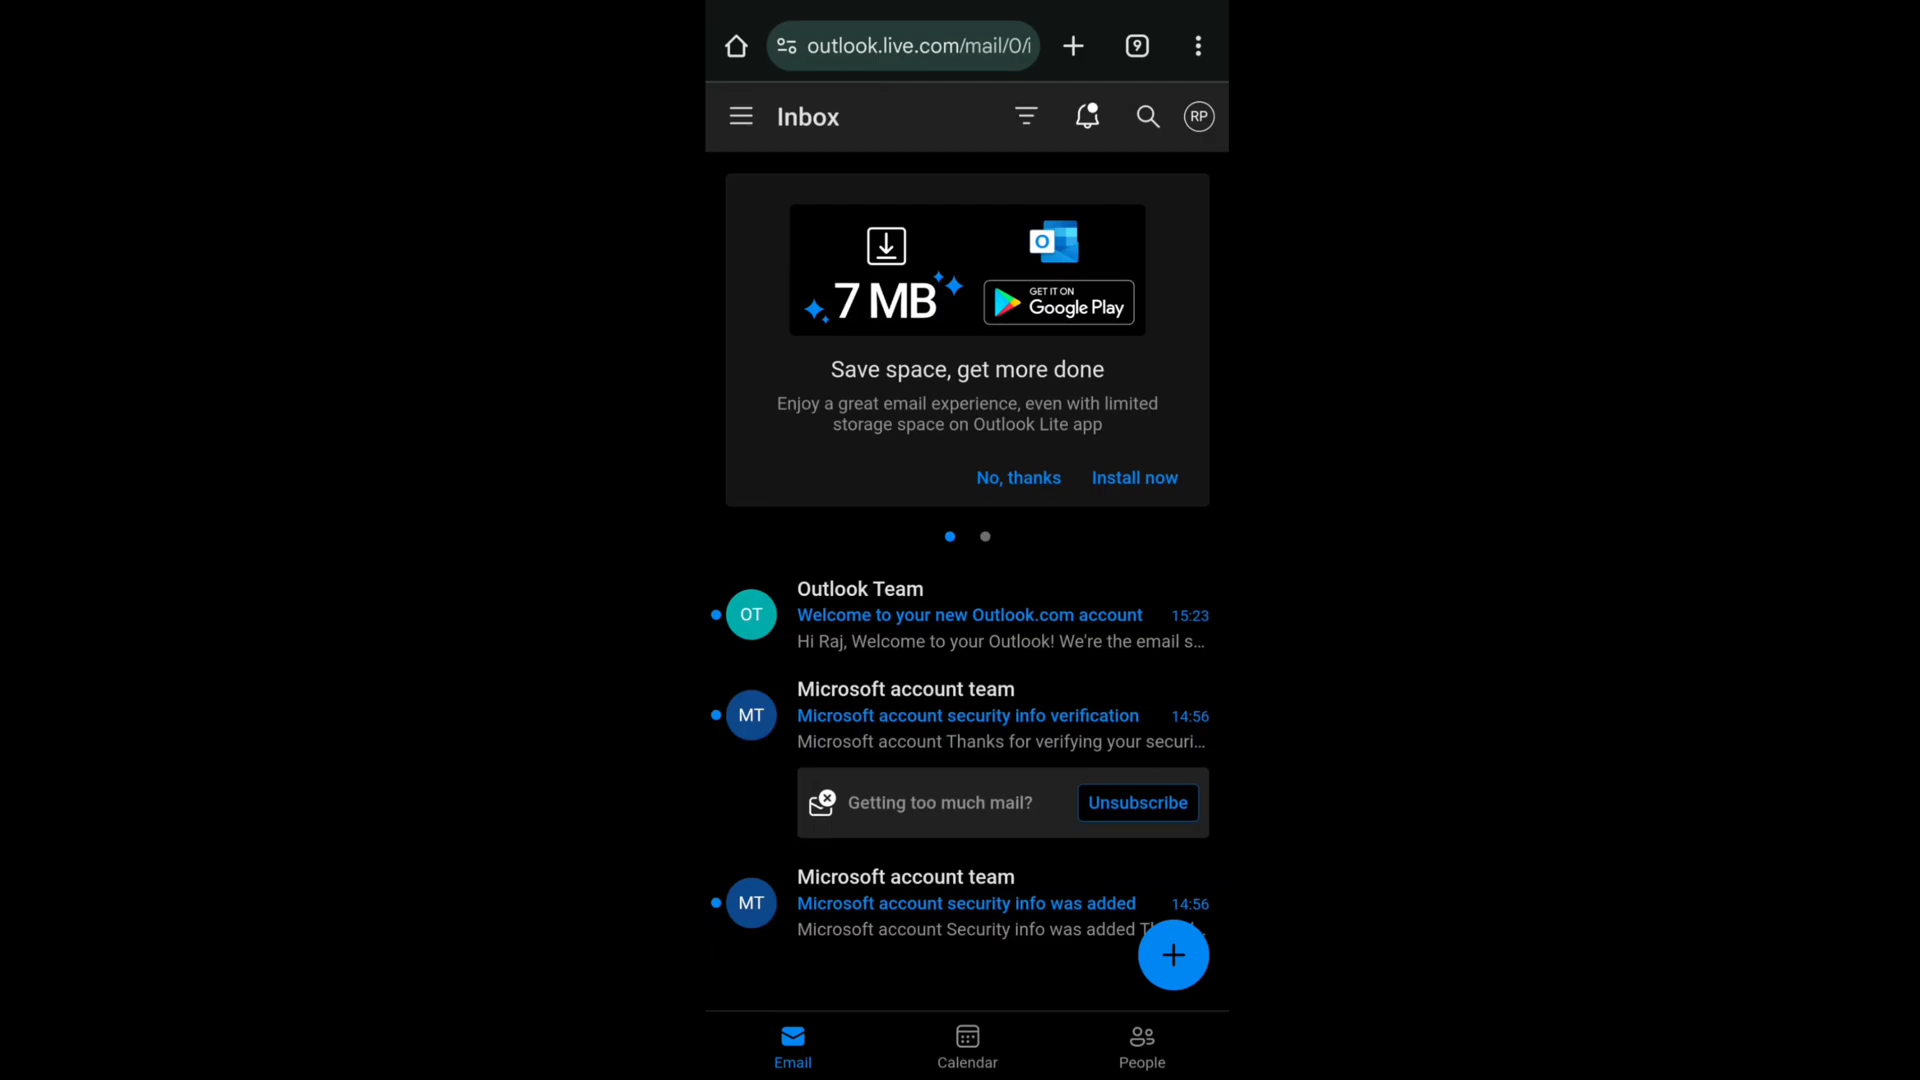 outlook.live.com/mail/0/i
9
Inbox
RP
7 MB
O
GET IT ON
Google Play
Save space, get more done
Enjoy a great email experience, even with limited
storage space on Outlook Lite app
No, thanks
Install now
Outlook Team
OT
Welcome to your new Outlook.com account
15:23
Hi Raj, Welcome to your Outlook! We're the email s...
Microsoft account team
MT
Microsoft account security info verification
14:56
Microsoft account Thanks for verifying your securi...
Getting too much mail?
Unsubscribe
Microsoft account team
MT
Microsoft account security info was added
14:56
Microsoft account Security info was added
Email
Calendar
People